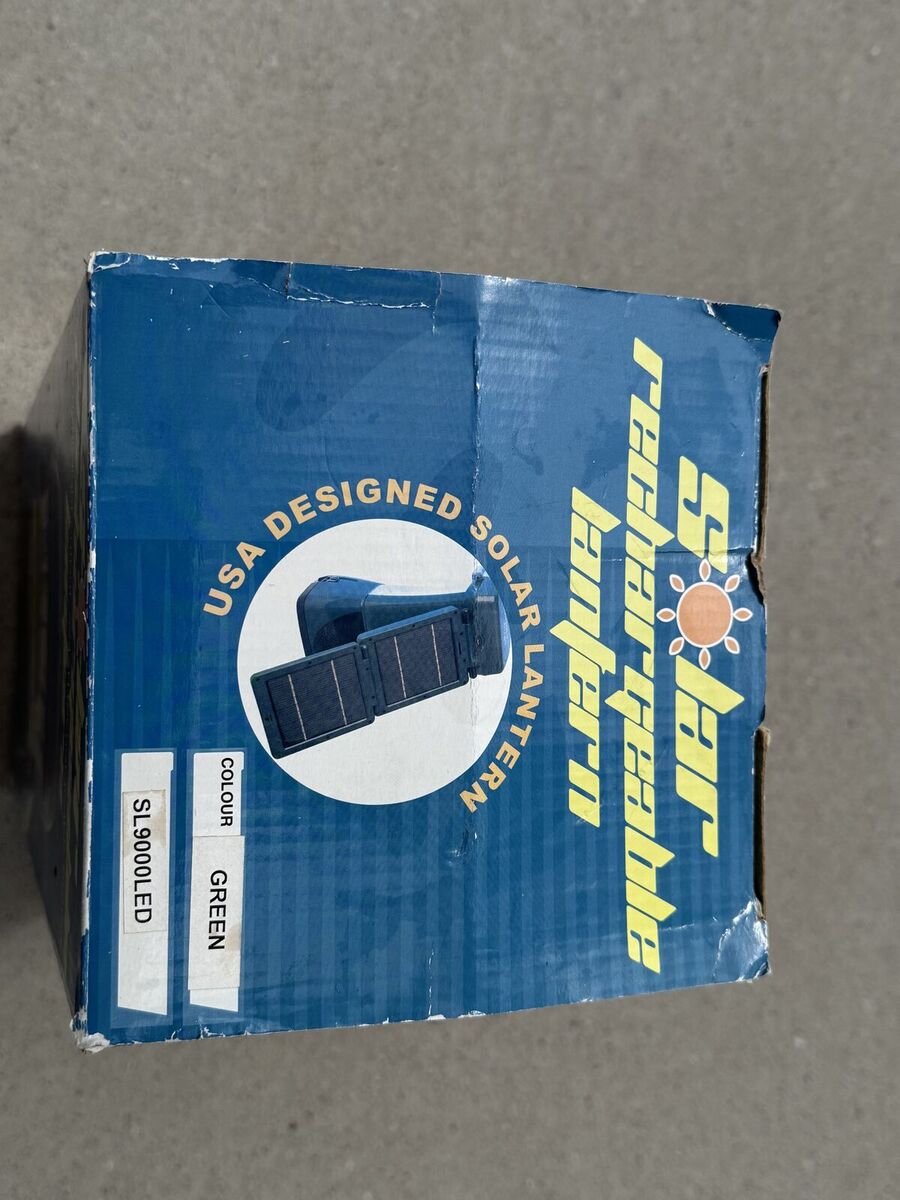 Solar
rechargeable
lantern
USA DESIGNED SOLAR LANTERN
COLOUR GREEN
SL9000LED